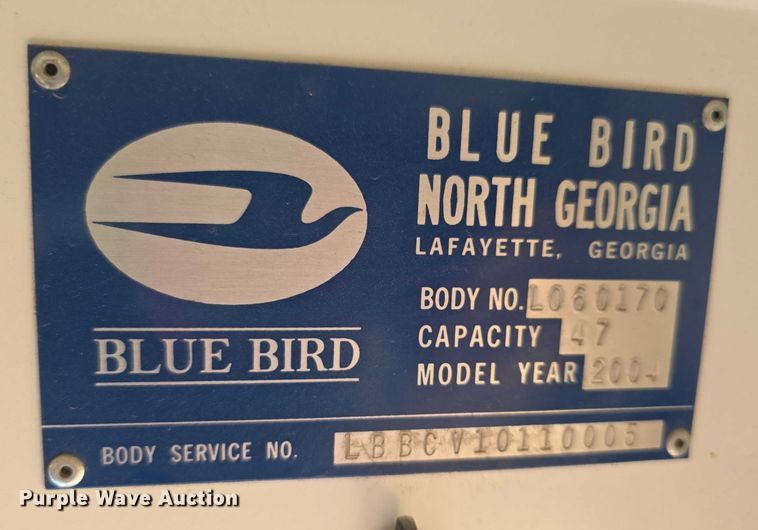 BLUE BIRD
BLUE BIRD
NORTH GEORGIA
LAFAYETTE, GEORGIA
BODY NO. L060170
CAPACITY 47
MODEL YEAR 2004
BODY SERVICE NO. LBBCV10110005
Purple Wave Auction